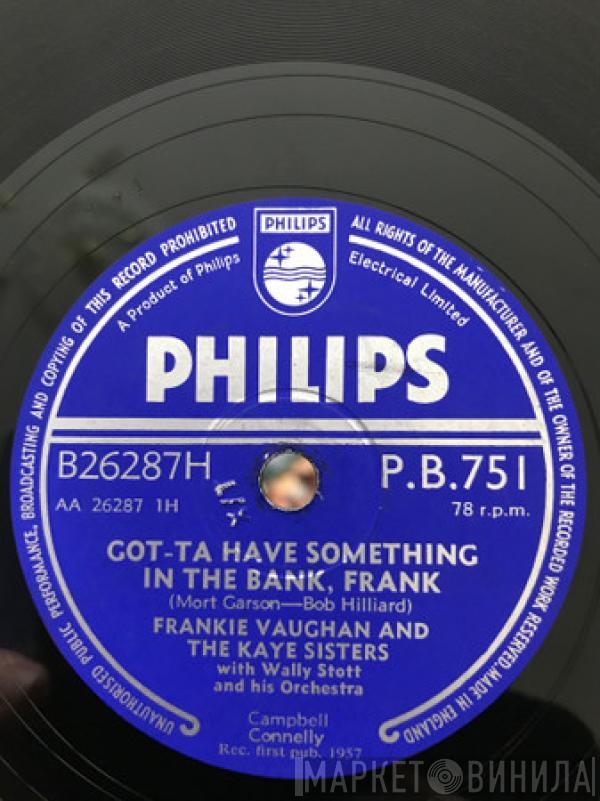 PHILIPS
UNAUTHORISED PUBLIC PERFORMANCE, BROADCASTING AND COPYING OF THIS RECORD PROHIBITED
ALL RIGHTS OF THE MANUFACTURER AND OF THE OWNER OF THE RECORDED WORK RESERVED. MADE IN ENGLAND
A Product of Philips Electrical Limited
PHILIPS
B26287H
P.B.751
AA 26287 1H
78 r.p.m.
GOT-TA HAVE SOMETHING
IN THE BANK, FRANK
(Mort Garson—Bob Hilliard)
FRANKIE VAUGHAN AND
THE KAYE SISTERS
with Wally Stott
and his Orchestra
Campbell
Connelly
Rec. first pub. 1957
МАРКЕТ ВИНИЛА